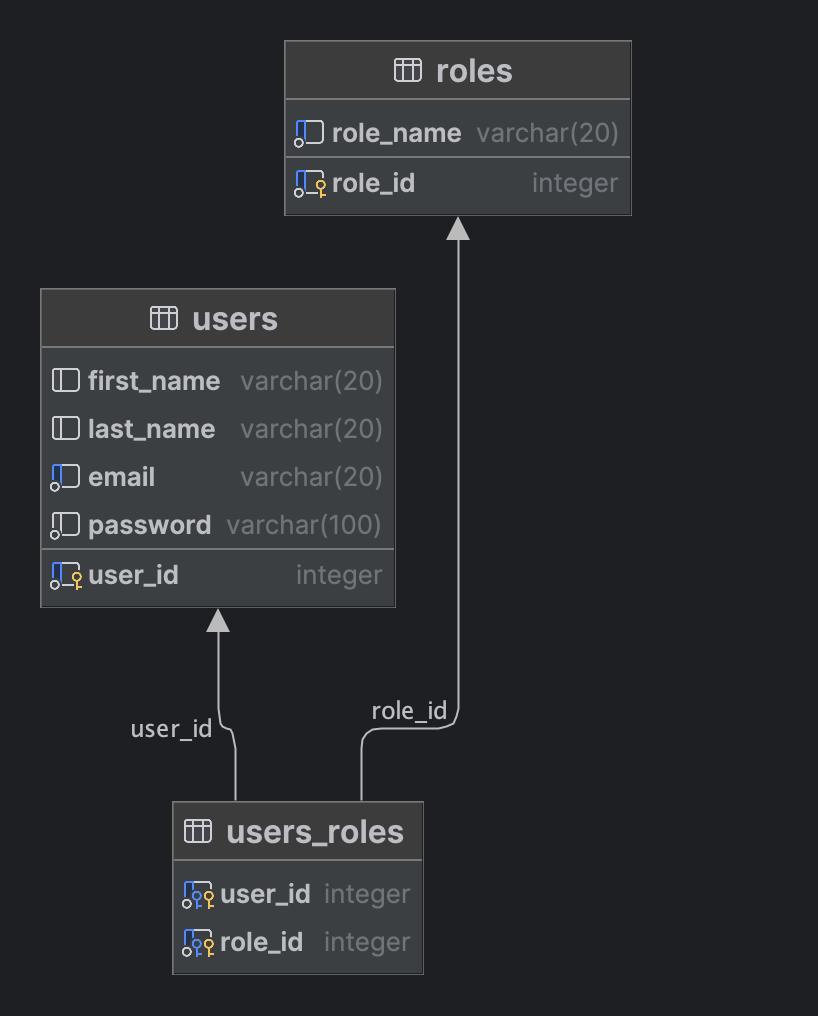 roles
role_name varchar(20)
role_id integer
users
first_name varchar(20)
last_name varchar(20)
email varchar(20)
password varchar(100)
user_id integer
role_id
user_id
users_roles
user_id integer
role_id integer